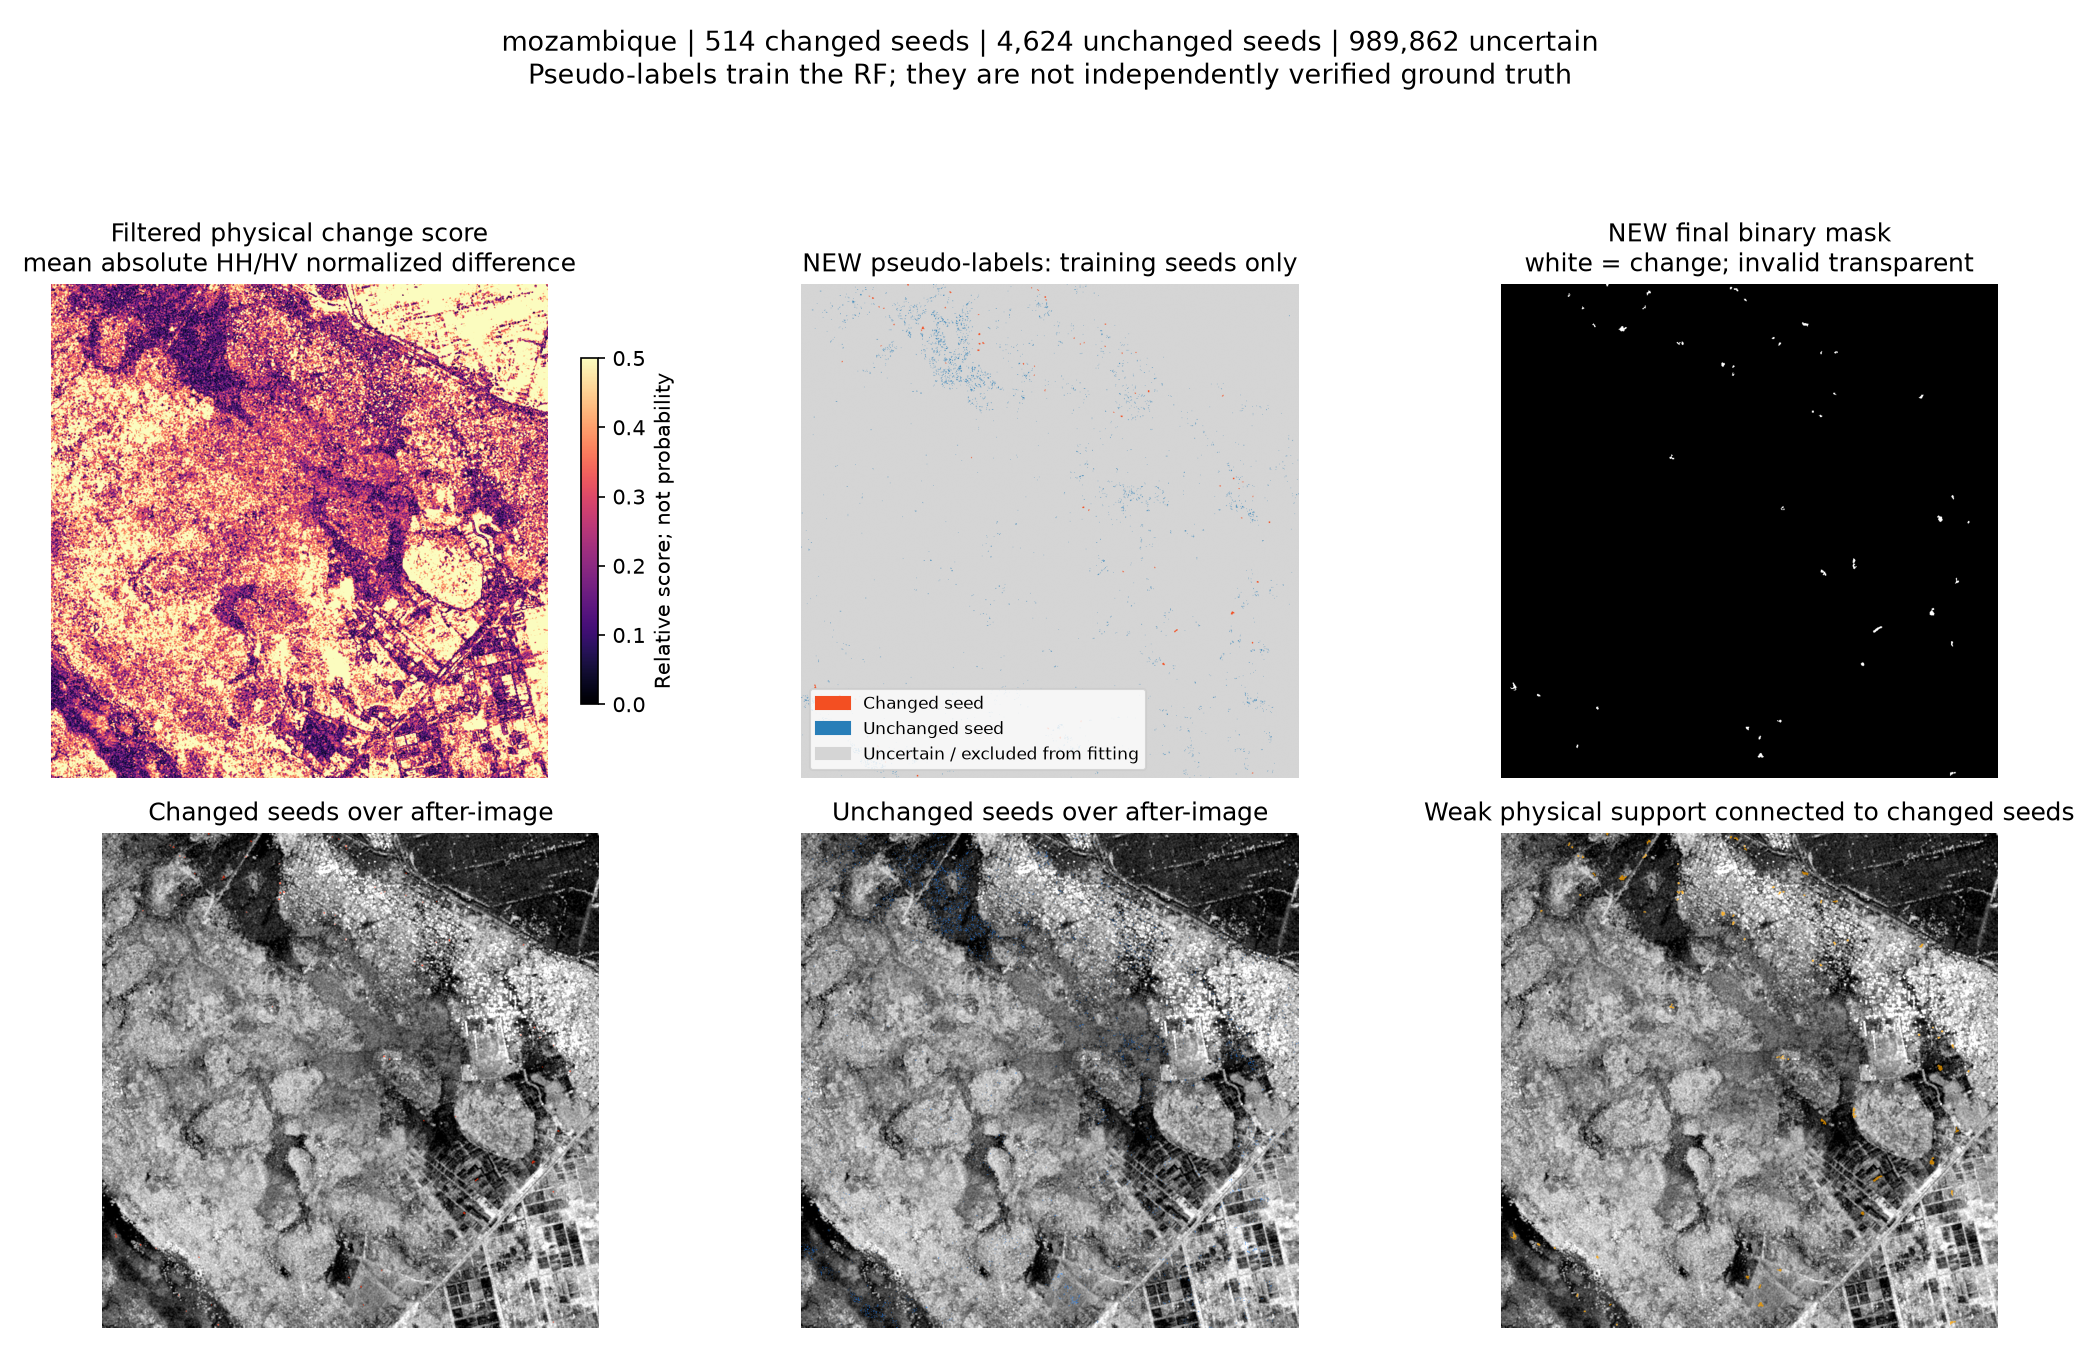 mozambique | 514 changed seeds | 4,624 unchanged seeds | 989,862 uncertain
Pseudo-labels train the RF; they are not independently verified ground truth
Filtered physical change score
mean absolute HH/HV normalized difference
0.5
0.4
0.3
0.2
0.1
0.0
Relative score; not probability
NEW pseudo-labels: training seeds only
Changed seed
Unchanged seed
Uncertain / excluded from fitting
NEW final binary mask
white = change; invalid transparent
Changed seeds over after-image
Unchanged seeds over after-image
Weak physical support connected to changed seeds